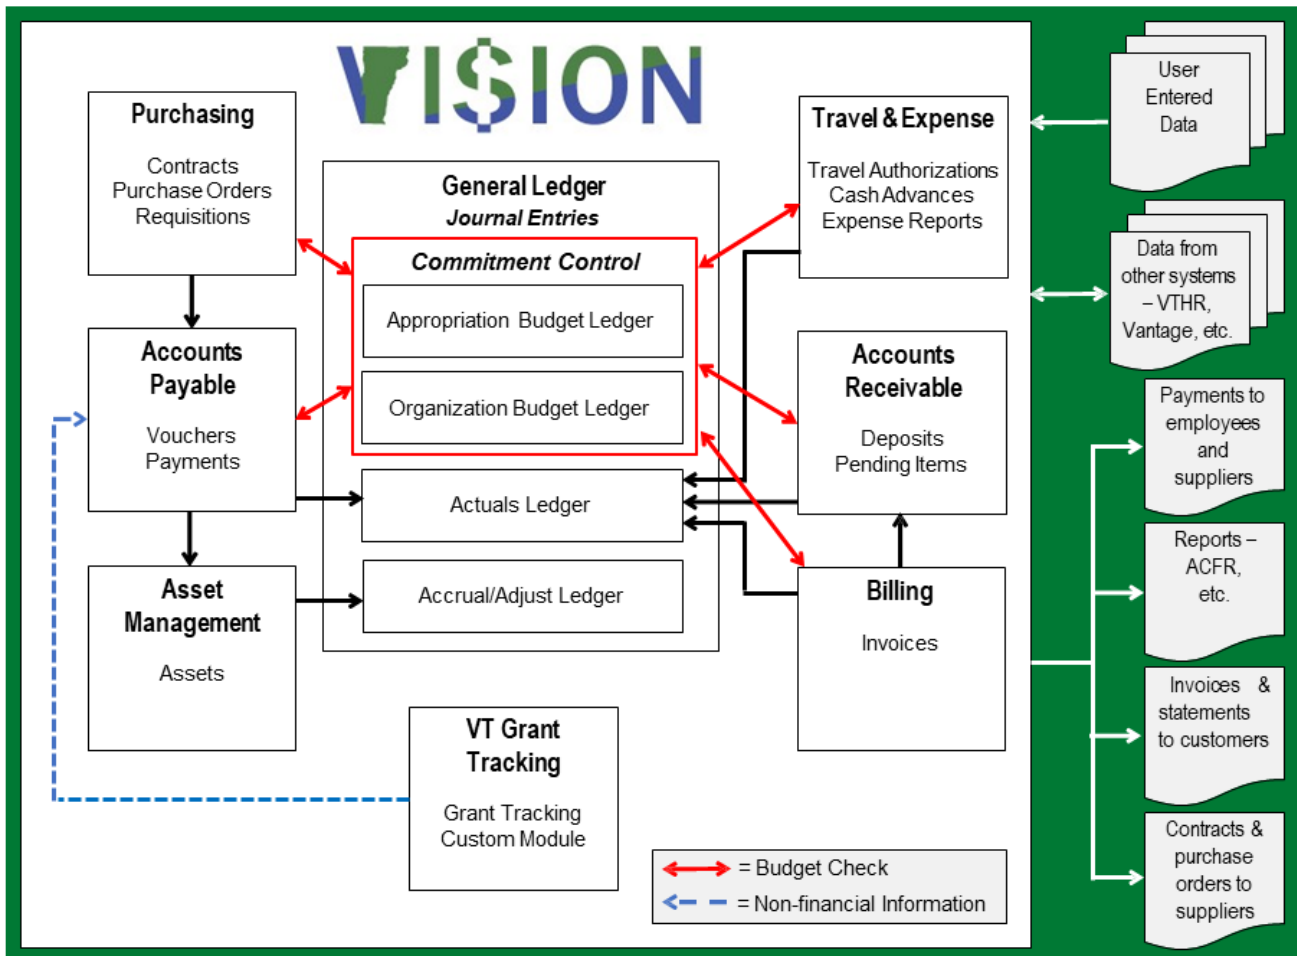 VI$ION
Purchasing
Contracts
Purchase Orders
Requisitions
General Ledger
Journal Entries
Commitment Control
Appropriation Budget Ledger
Organization Budget Ledger
Actuals Ledger
Accrual/Adjust Ledger
Travel & Expense
Travel Authorizations
Cash Advances
Expense Reports
Accounts
Payable
Vouchers
Payments
Accounts
Receivable
Deposits
Pending Items
Asset
Management
Assets
Billing
Invoices
VT Grant
Tracking
Grant Tracking
Custom Module
= Budget Check
= Non-financial Information
User
Entered
Data
Data from
other systems
– VTHR,
Vantage, etc.
Payments to
employees
and
suppliers
Reports –
ACFR,
etc.
Invoices &
statements
to customers
Contracts &
purchase
orders to
suppliers